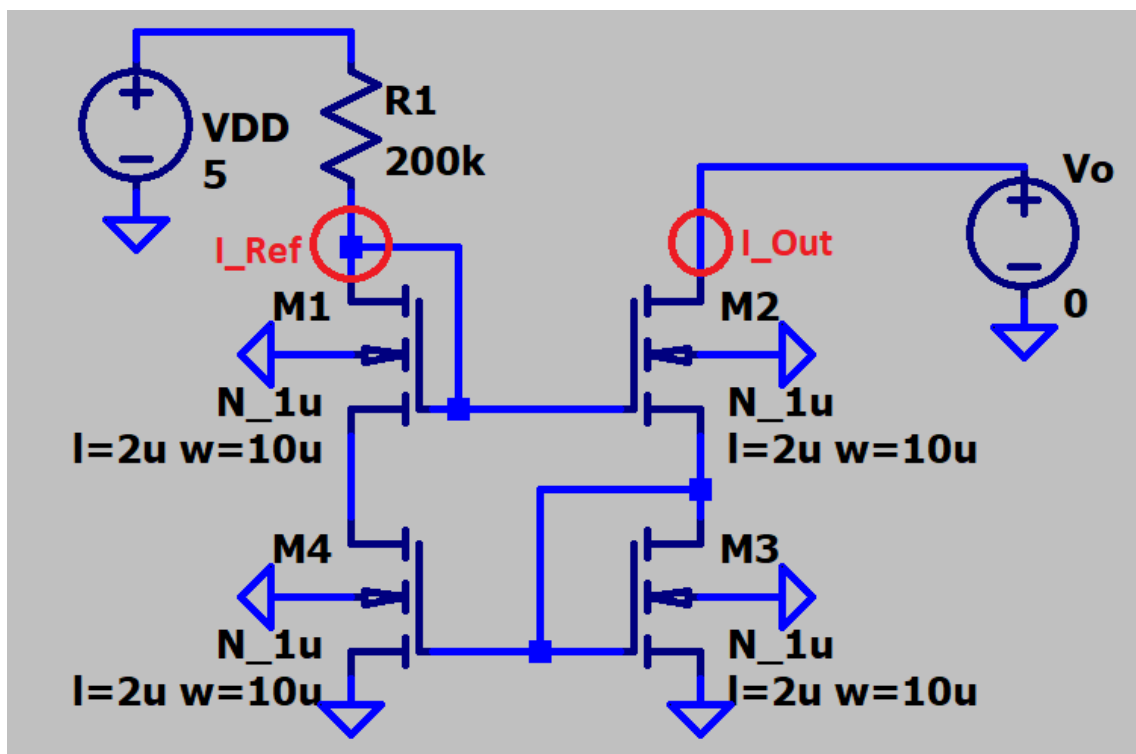 VDD
5
R1
200k
I_Ref
I_Out
Vo
0
M1
N_1u
l=2u w=10u
M2
N_1u
l=2u w=10u
M4
N_1u
l=2u w=10u
M3
N_1u
l=2u w=10u